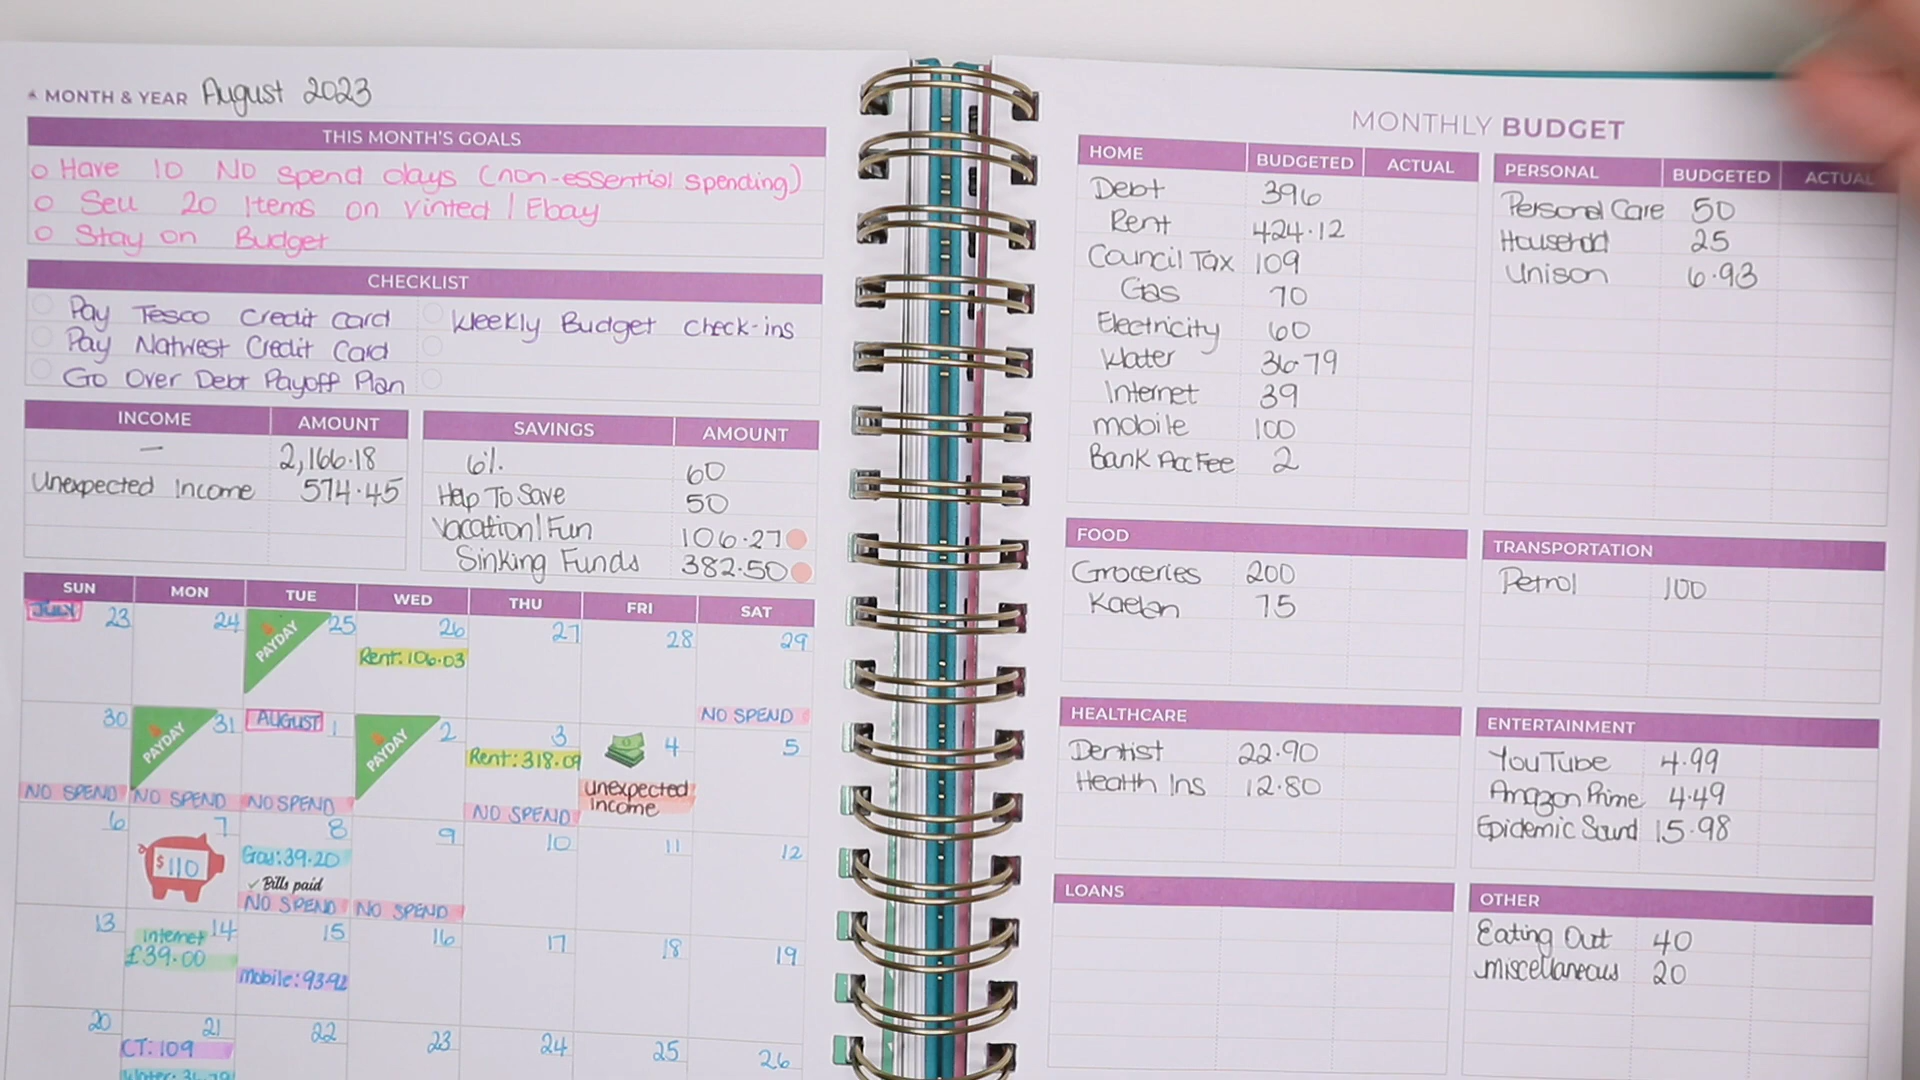 MONTH & YEAR August 2023
THIS MONTH'S GOALS
Have 10 No Spend days (non-essential spending)
Sell 20 Items on Vinted | Ebay
Stay on Budget
CHECKLIST
Pay Tesco Credit Card
Pay Natwest Credit Card
Go Over Debt Payoff Plan
Weekly Budget Check-ins
INCOME AMOUNT
— 2,166.18
Unexpected Income 574.45
SAVINGS AMOUNT
6%. 60
Help To Save 50
Vacation | Fun 106.27
Sinking Funds 382.50
SUN MON TUE WED THU FRI SAT
JULY 23 24 25 26 27 28 29
PAYDAY
Rent: 106.03
NO SPEND
30 31 AUGUST 1 2 3 4 5
PAYDAY PAYDAY
Rent: 318.09
Unexpected
Income
NO SPEND NO SPEND NO SPEND NO SPEND
6 7 8 9 10 11 12
$110
Gas: 39.20
✓ Bills paid
NO SPEND NO SPEND
13 14 15 16 17 18 19
Internet
£39.00
Mobile: 93.92
20 21 22 23 24 25 26
CT: 109
Water: 36.79
MONTHLY BUDGET
HOME BUDGETED ACTUAL
Debt 396
Rent 424.12
Council Tax 109
Gas 70
Electricity 60
Water 36.79
Internet 39
mobile 100
Bank Acc Fee 2
PERSONAL BUDGETED ACTUAL
Personal Care 50
Household 25
Unison 6.93
FOOD
Groceries 200
Kaelan 75
TRANSPORTATION
Petrol 100
HEALTHCARE
Dentist 22.90
Health Ins 12.80
ENTERTAINMENT
YouTube 4.99
Amazon Prime 4.49
Epidemic Sound 15.98
LOANS
OTHER
Eating Out 40
miscellaneous 20